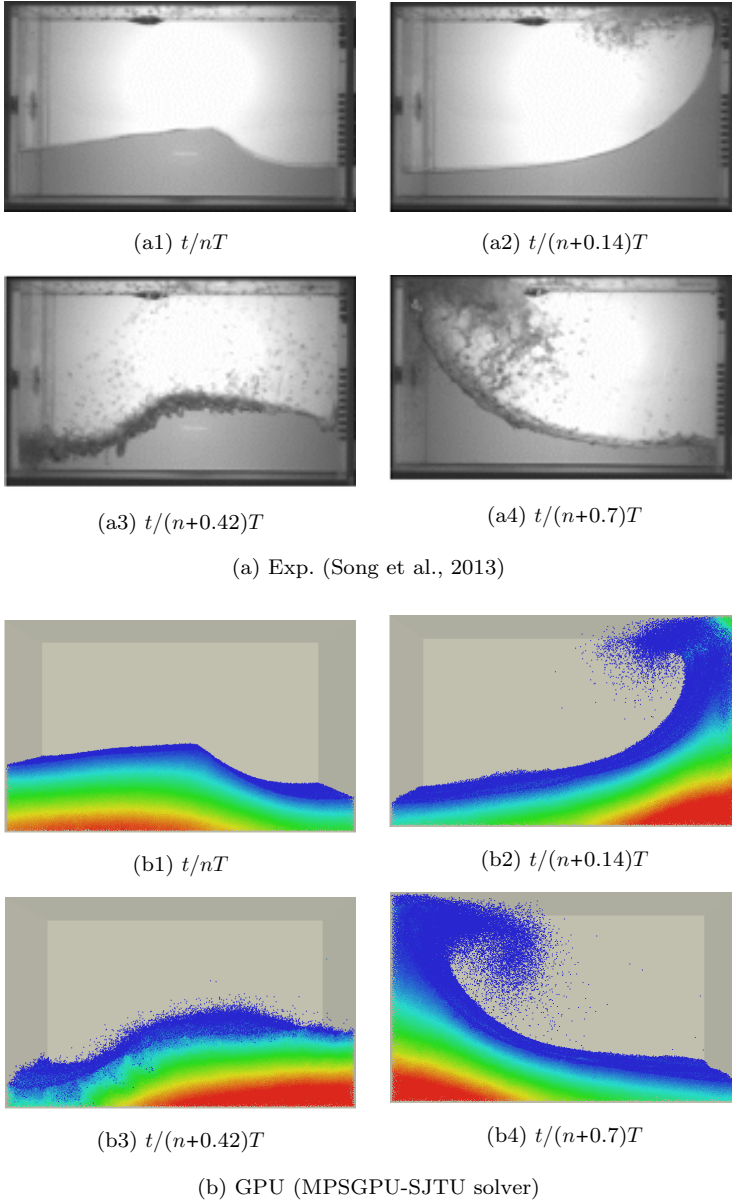 (a1) t/nT
(a2) t/(n+0.14)T
(a3) t/(n+0.42)T
(a4) t/(n+0.7)T
(a) Exp. (Song et al., 2013)
(b1) t/nT
(b2) t/(n+0.14)T
(b3) t/(n+0.42)T
(b4) t/(n+0.7)T
(b) GPU (MPSGPU-SJTU solver)